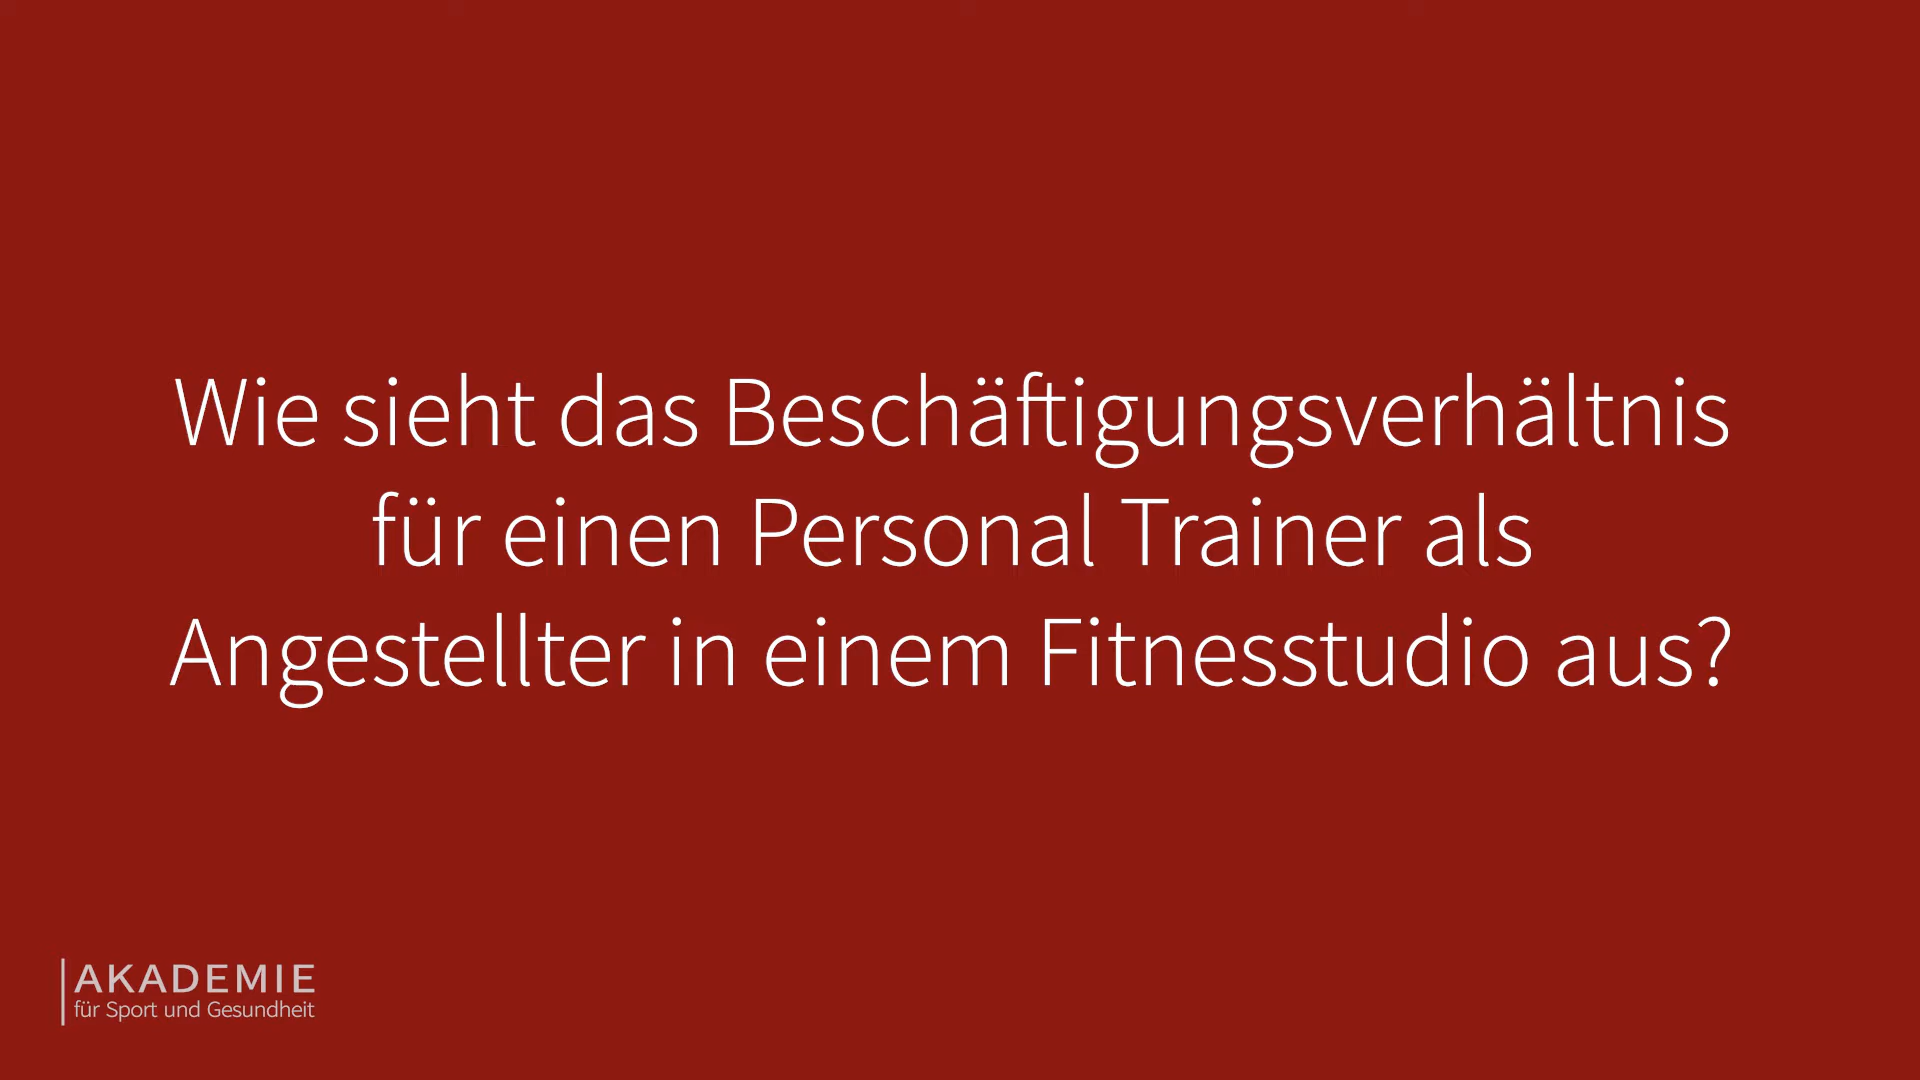 Wie sieht das Beschäftigungsverhältnis
für einen Personal Trainer als
Angestellter in einem Fitnesstudio aus?
AKADEMIE
für Sport und Gesundheit